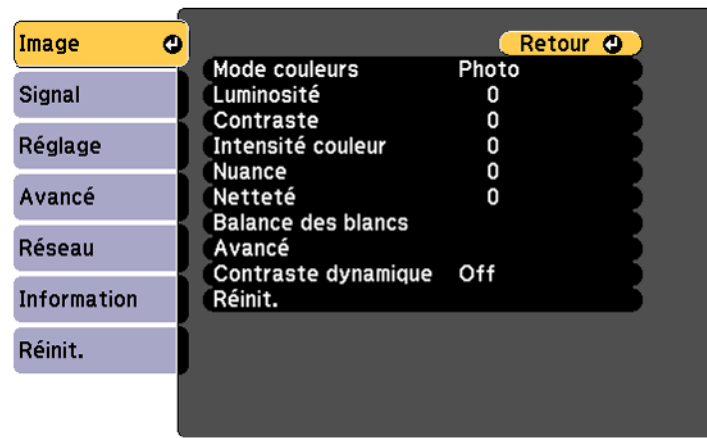 Image
Signal
Réglage
Avancé
Réseau
Information
Réinit.
Retour
Mode couleurs Photo
Luminosité 0
Contraste 0
Intensité couleur 0
Nuance 0
Netteté 0
Balance des blancs
Avancé
Contraste dynamique Off
Réinit.